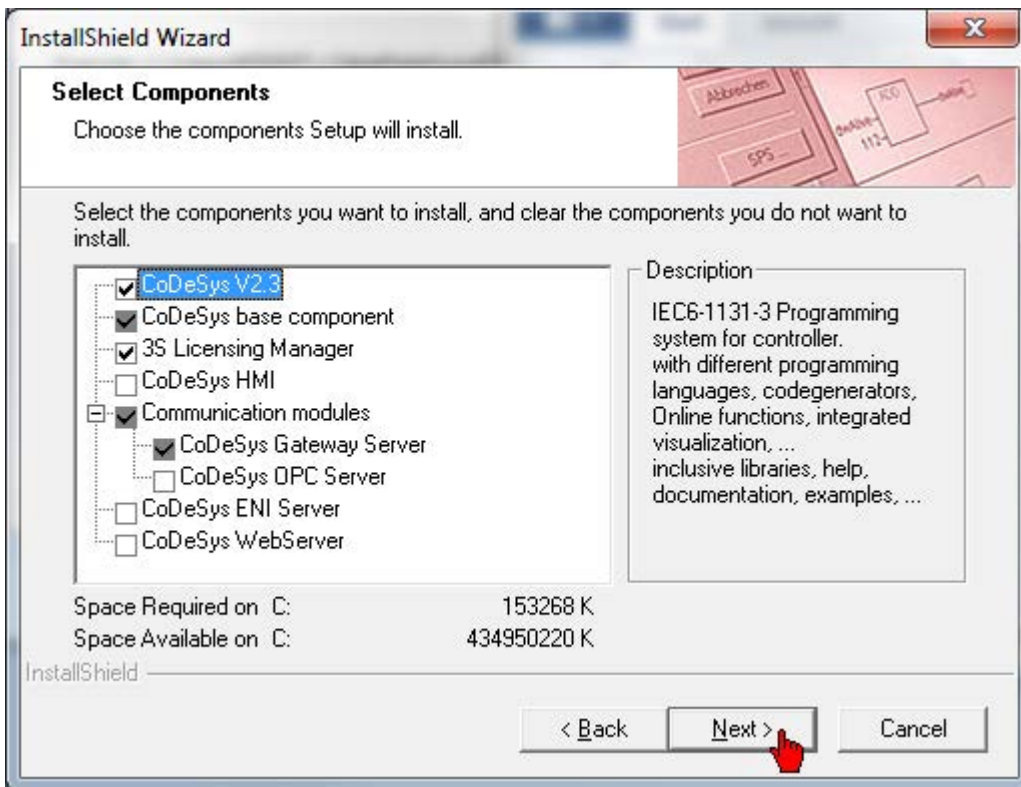 InstallShield Wizard
Select Components
Choose the components Setup will install.
Abbrechen
SPS ...
112
Select the components you want to install, and clear the components you do not want to
install.
CoDeSys V2.3
CoDeSys base component
3S Licensing Manager
CoDeSys HMI
Communication modules
CoDeSys Gateway Server
CoDeSys OPC Server
CoDeSys ENI Server
CoDeSys WebServer
Description
IEC6-1131-3 Programming
system for controller.
with different programming
languages, codegenerators,
Online functions, integrated
visualization, ...
inclusive libraries, help,
documentation, examples, ...
Space Required on C: 153268 K
Space Available on C: 434950220 K
InstallShield
< Back Next > Cancel